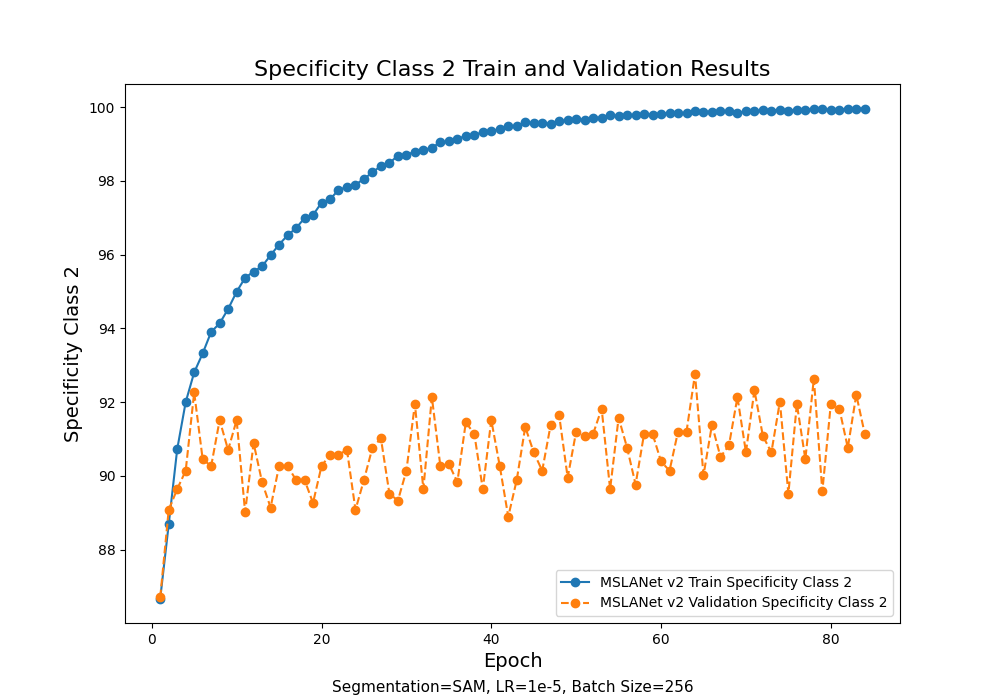 Specificity Class 2 Train and Validation Results
Specificity Class 2
100
98
96
94
92
90
88
0
20
40
60
80
MSLANet v2 Train Specificity Class 2
MSLANet v2 Validation Specificity Class 2
Epoch
Segmentation=SAM, LR=1e-5, Batch Size=256